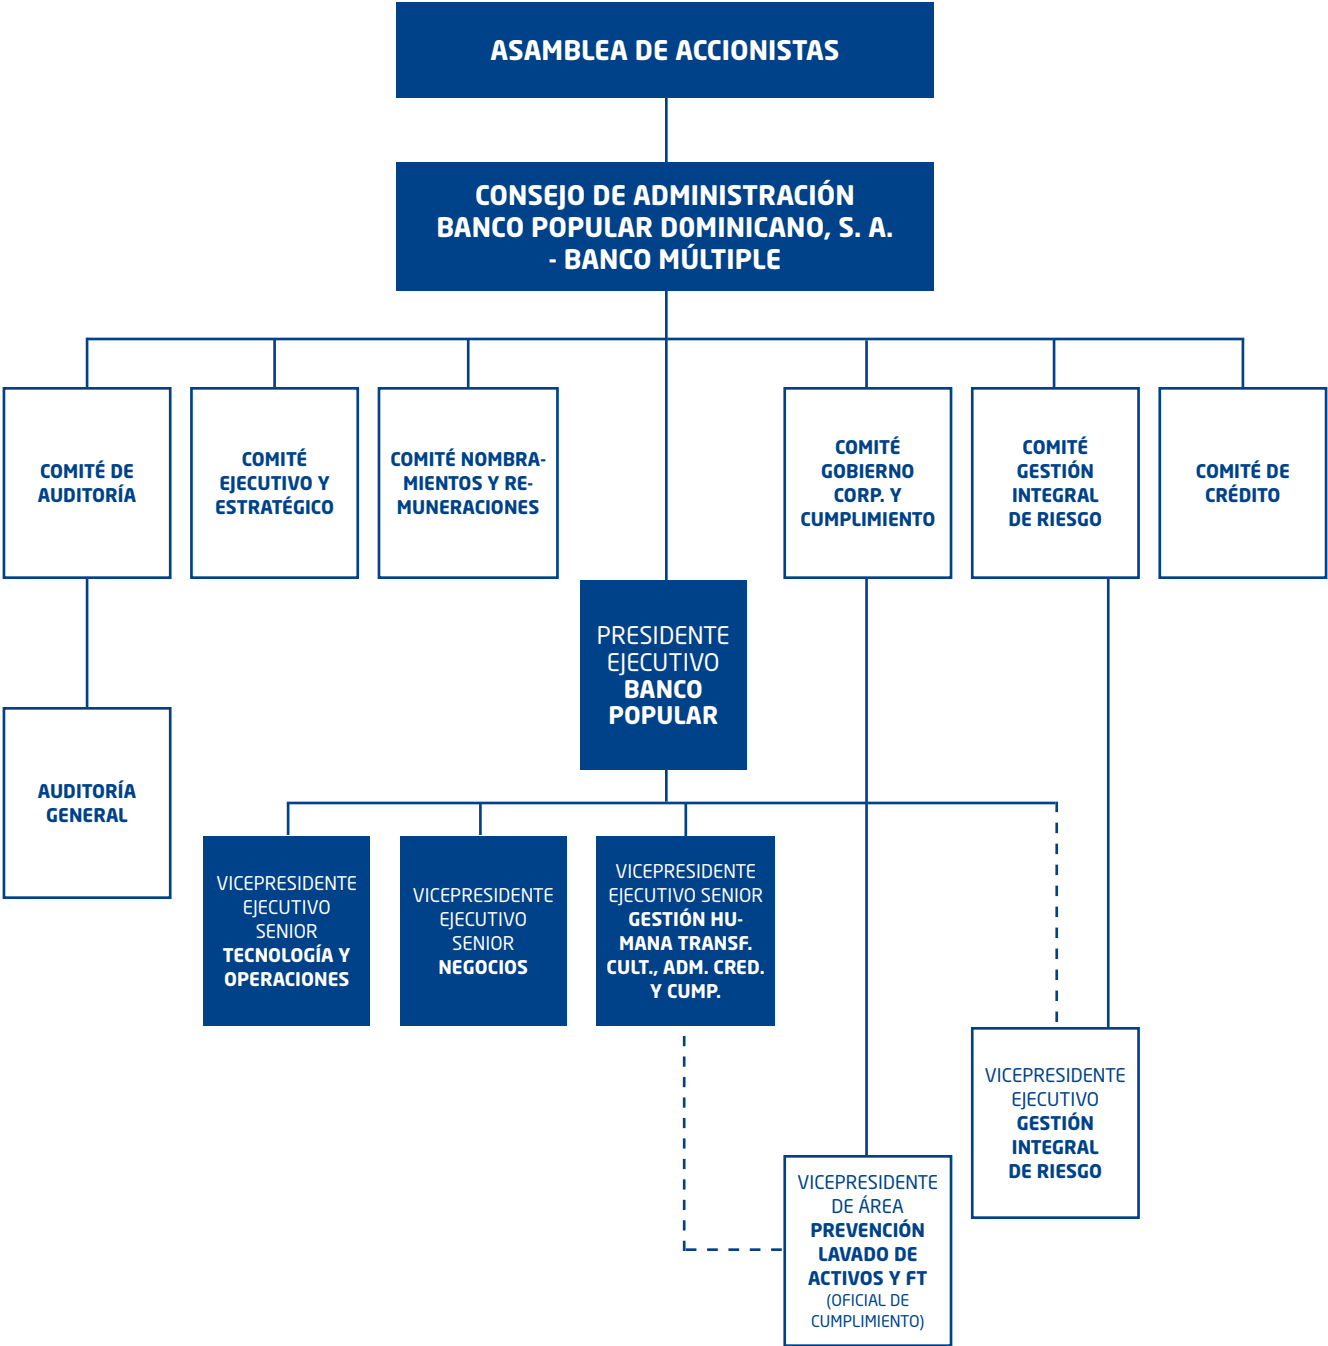 ASAMBLEA DE ACCIONISTAS
CONSEJO DE ADMINISTRACIÓN
BANCO POPULAR DOMINICANO, S. A.
- BANCO MÚLTIPLE
COMITÉ DE
AUDITORÍA
COMITÉ
EJECUTIVO Y
ESTRATÉGICO
COMITÉ NOMBRA-
MIENTOS Y RE-
MUNERACIONES
COMITÉ
GOBIERNO
CORP. Y
CUMPLIMIENTO
COMITÉ
GESTIÓN
INTEGRAL
DE RIESGO
COMITÉ DE
CRÉDITO
PRESIDENTE
EJECUTIVO
BANCO
POPULAR
AUDITORÍA
GENERAL
VICEPRESIDENTE
EJECUTIVO
SENIOR
TECNOLOGÍA Y
OPERACIONES
VICEPRESIDENTE
EJECUTIVO
SENIOR
NEGOCIOS
VICEPRESIDENTE
EJECUTIVO SENIOR
GESTIÓN HU-
MANA TRANSF.
CULT., ADM. CRED.
Y CUMP.
VICEPRESIDENTE
EJECUTIVO
GESTIÓN
INTEGRAL
DE RIESGO
VICEPRESIDENTE
DE ÁREA
PREVENCIÓN
LAVADO DE
ACTIVOS Y FT
(OFICIAL DE
CUMPLIMIENTO)